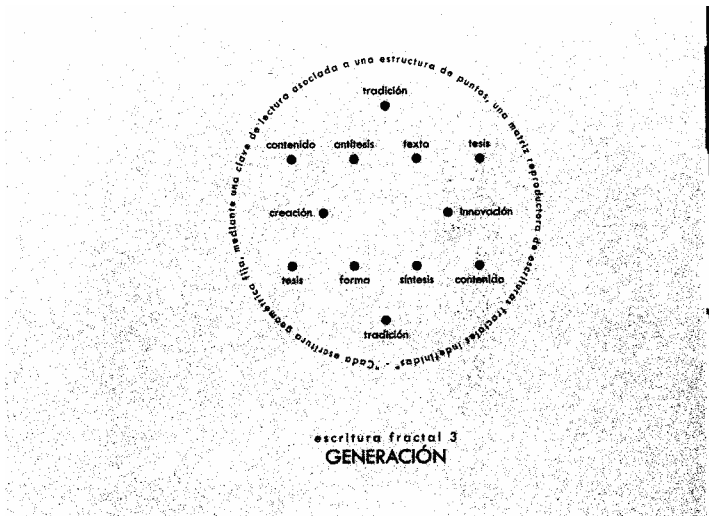 "Cada escritura geométrica fija, mediante una clave de lectura asociada a una estructura de puntos, una matriz reproductora de escrituras fractales indefinidas" -
tradición
contenido antítesis texto tesis
creación innovación
tesis forma síntesis contenido
tradición
escritura fractal 3
GENERACIÓN